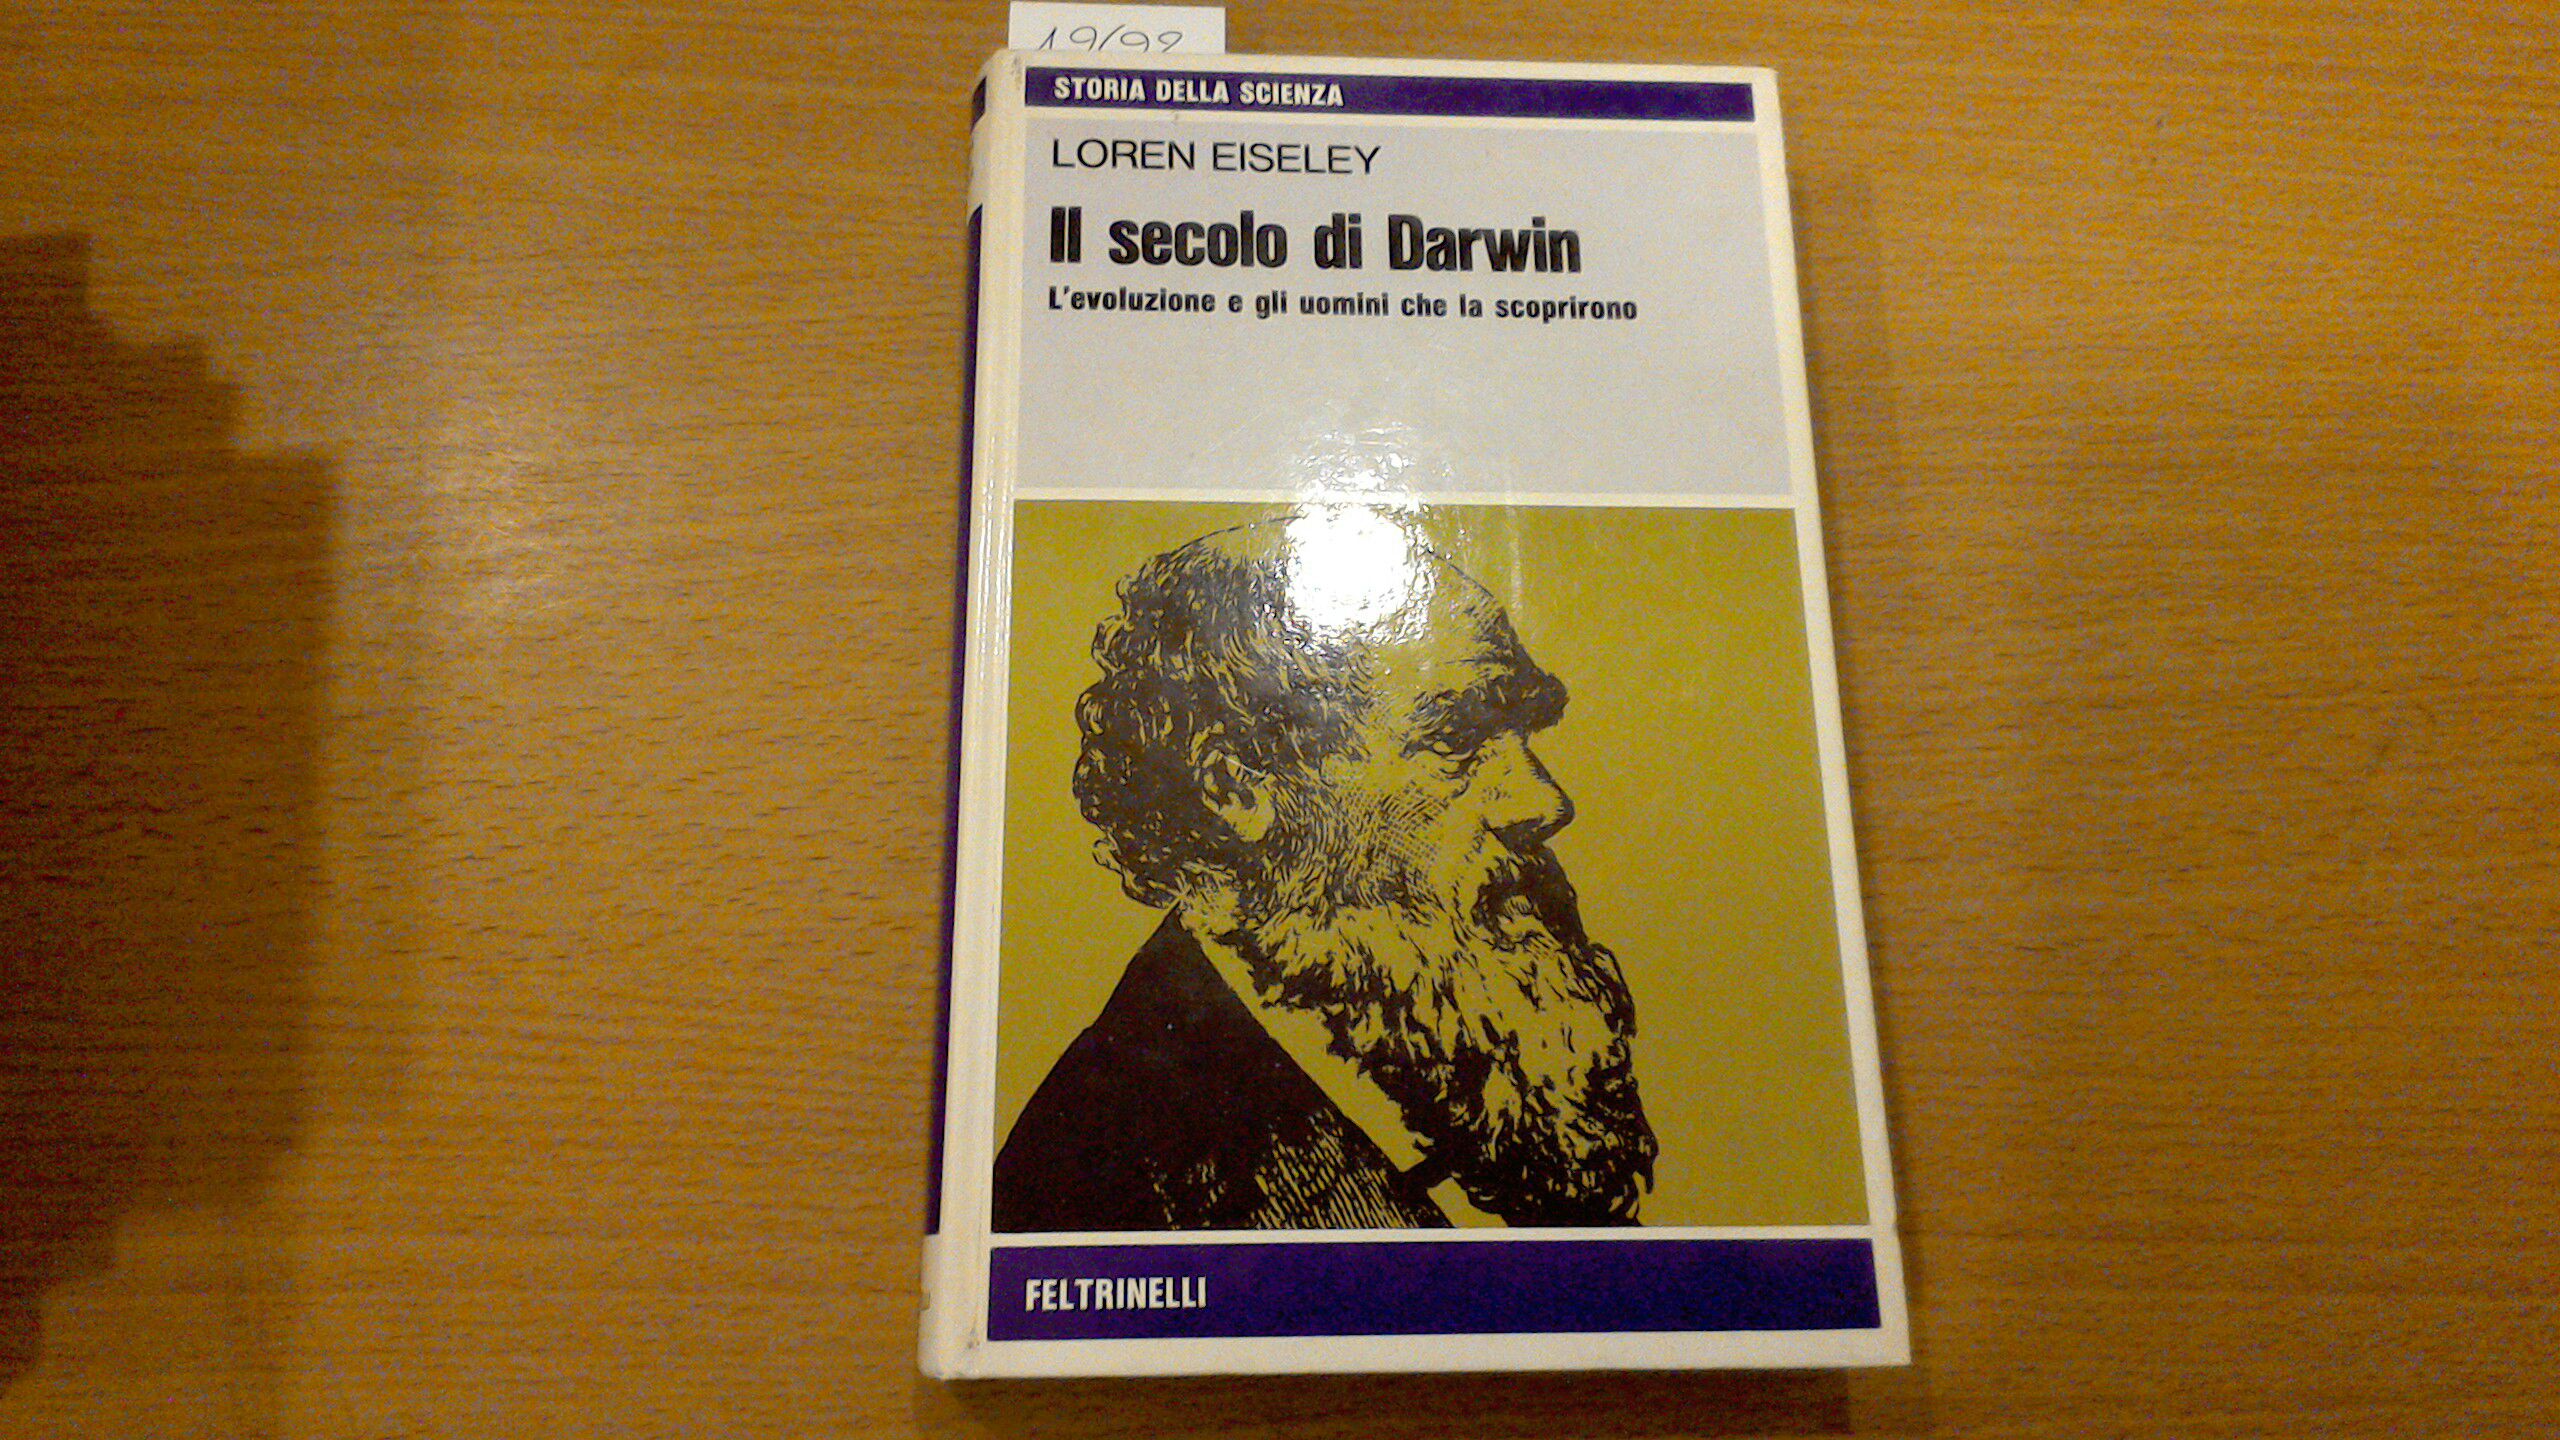 19/92
STORIA DELLA SCIENZA
LOREN EISELEY
Il secolo di Darwin
L'evoluzione e gli uomini che la scoprirono
FELTRINELLI